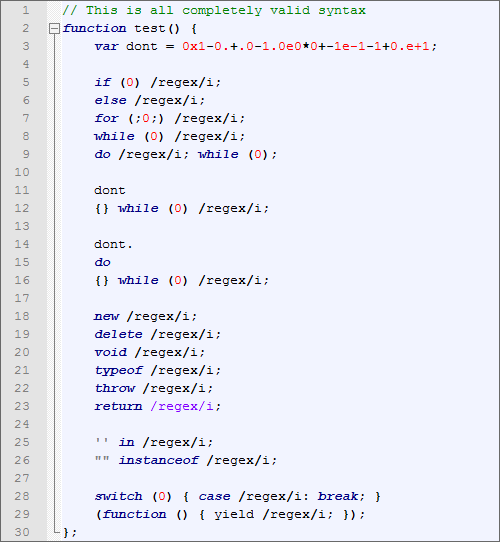 1 // This is all completely valid syntax
2 function test() {
3 var dont = 0x1-0.+.0-1.0e0*0+-1e-1-1+0.e+1;
4
5 if (0) /regex/i;
6 else /regex/i;
7 for (;0;) /regex/i;
8 while (0) /regex/i;
9 do /regex/i; while (0);
10
11 dont
12 {} while (0) /regex/i;
13
14 dont.
15 do
16 {} while (0) /regex/i;
17
18 new /regex/i;
19 delete /regex/i;
20 void /regex/i;
21 typeof /regex/i;
22 throw /regex/i;
23 return /regex/i;
24
25 '' in /regex/i;
26 "" instanceof /regex/i;
27
28 switch (0) { case /regex/i: break; }
29 (function () { yield /regex/i; });
30 };